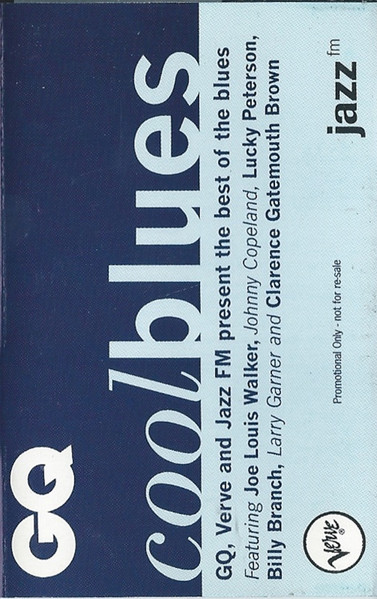 GQ
coolblues
GQ, Verve and Jazz FM present the best of the blues
Featuring Joe Louis Walker, Johnny Copeland, Lucky Peterson,
Billy Branch, Larry Garner and Clarence Gatemouth Brown
Promotional Only - not for re-sale
Verve
jazz fm